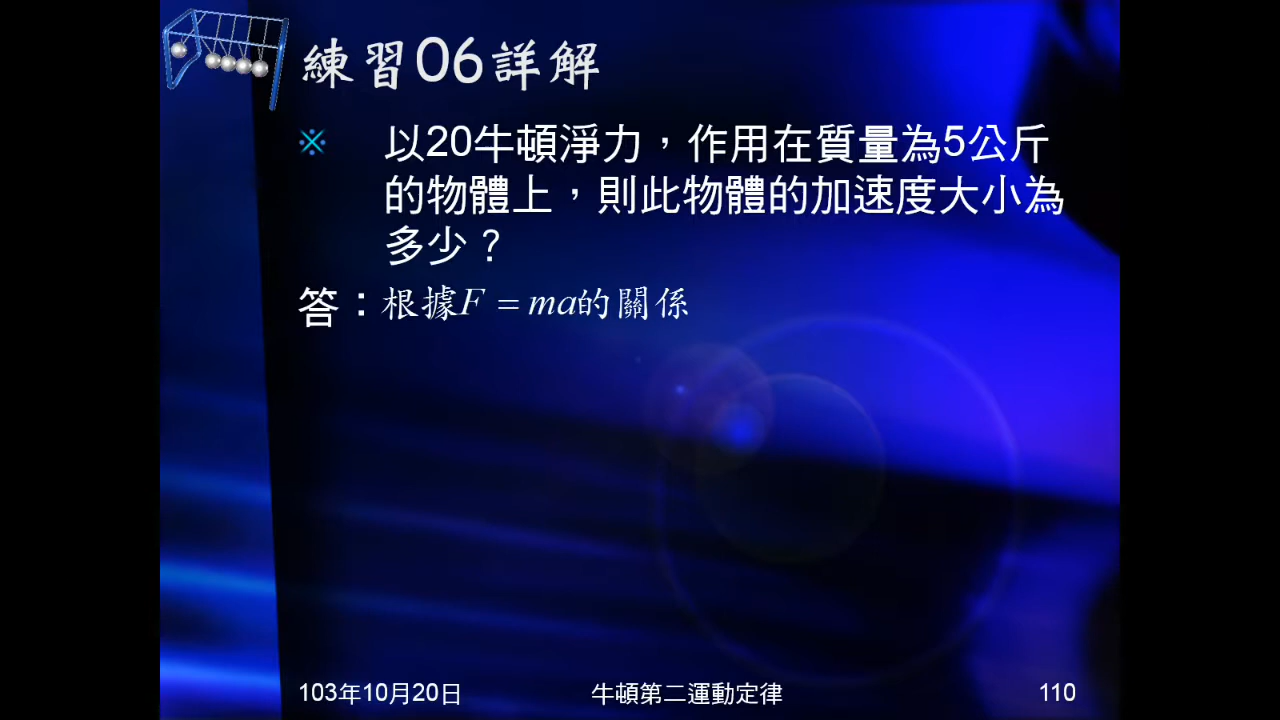 練習06詳解
※ 以20牛頓淨力，作用在質量為5公斤
的物體上，則此物體的加速度大小為
多少？
答：根據F = ma的關係
103年10月20日 牛頓第二運動定律 110